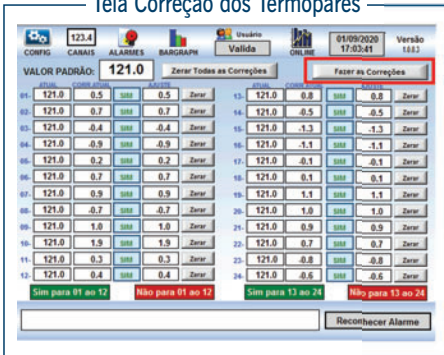 Tela Correção dos Termopares
123.4
Usuário
Valida
01/09/2020
17:03:41
Versão
1.0.8.3
CONFIG CANAIS ALARMES BARGRAPH ONLINE
VALOR PADRÃO: 121.0 Zerar Todas as Correções Fazer as Correções
ATUAL CORR.ATUAL AJUSTE ATUAL CORR.ATUAL AJUSTE
01- 121.0 0.5 SIM 0.5 Zerar 13- 121.0 0.8 SIM 0.8 Zerar
02- 121.0 0.7 SIM 0.7 Zerar 14- 121.0 -0.5 SIM -0.5 Zerar
03- 121.0 -0.4 SIM -0.4 Zerar 15- 121.0 -1.3 SIM -1.3 Zerar
04- 121.0 -0.9 SIM -0.9 Zerar 16- 121.0 -1.1 SIM -1.1 Zerar
05- 121.0 0.2 SIM 0.2 Zerar 17- 121.0 -0.1 SIM -0.1 Zerar
06- 121.0 0.7 SIM 0.7 Zerar 18- 121.0 0.1 SIM 0.1 Zerar
07- 121.0 0.9 SIM 0.9 Zerar 19- 121.0 1.1 SIM 1.1 Zerar
08- 121.0 -0.7 SIM -0.7 Zerar 20- 121.0 1.0 SIM 1.0 Zerar
09- 121.0 1.0 SIM 1.0 Zerar 21- 121.0 0.9 SIM 0.9 Zerar
10- 121.0 1.9 SIM 1.9 Zerar 22- 121.0 0.7 SIM 0.7 Zerar
11- 121.0 0.3 SIM 0.3 Zerar 23- 121.0 -0.8 SIM -0.8 Zerar
12- 121.0 0.4 SIM 0.4 Zerar 24- 121.0 -0.6 SIM -0.6 Zerar
Sim para 01 ao 12 Não para 01 ao 12 Sim para 13 ao 24 Não para 13 ao 24
Reconhecer Alarme